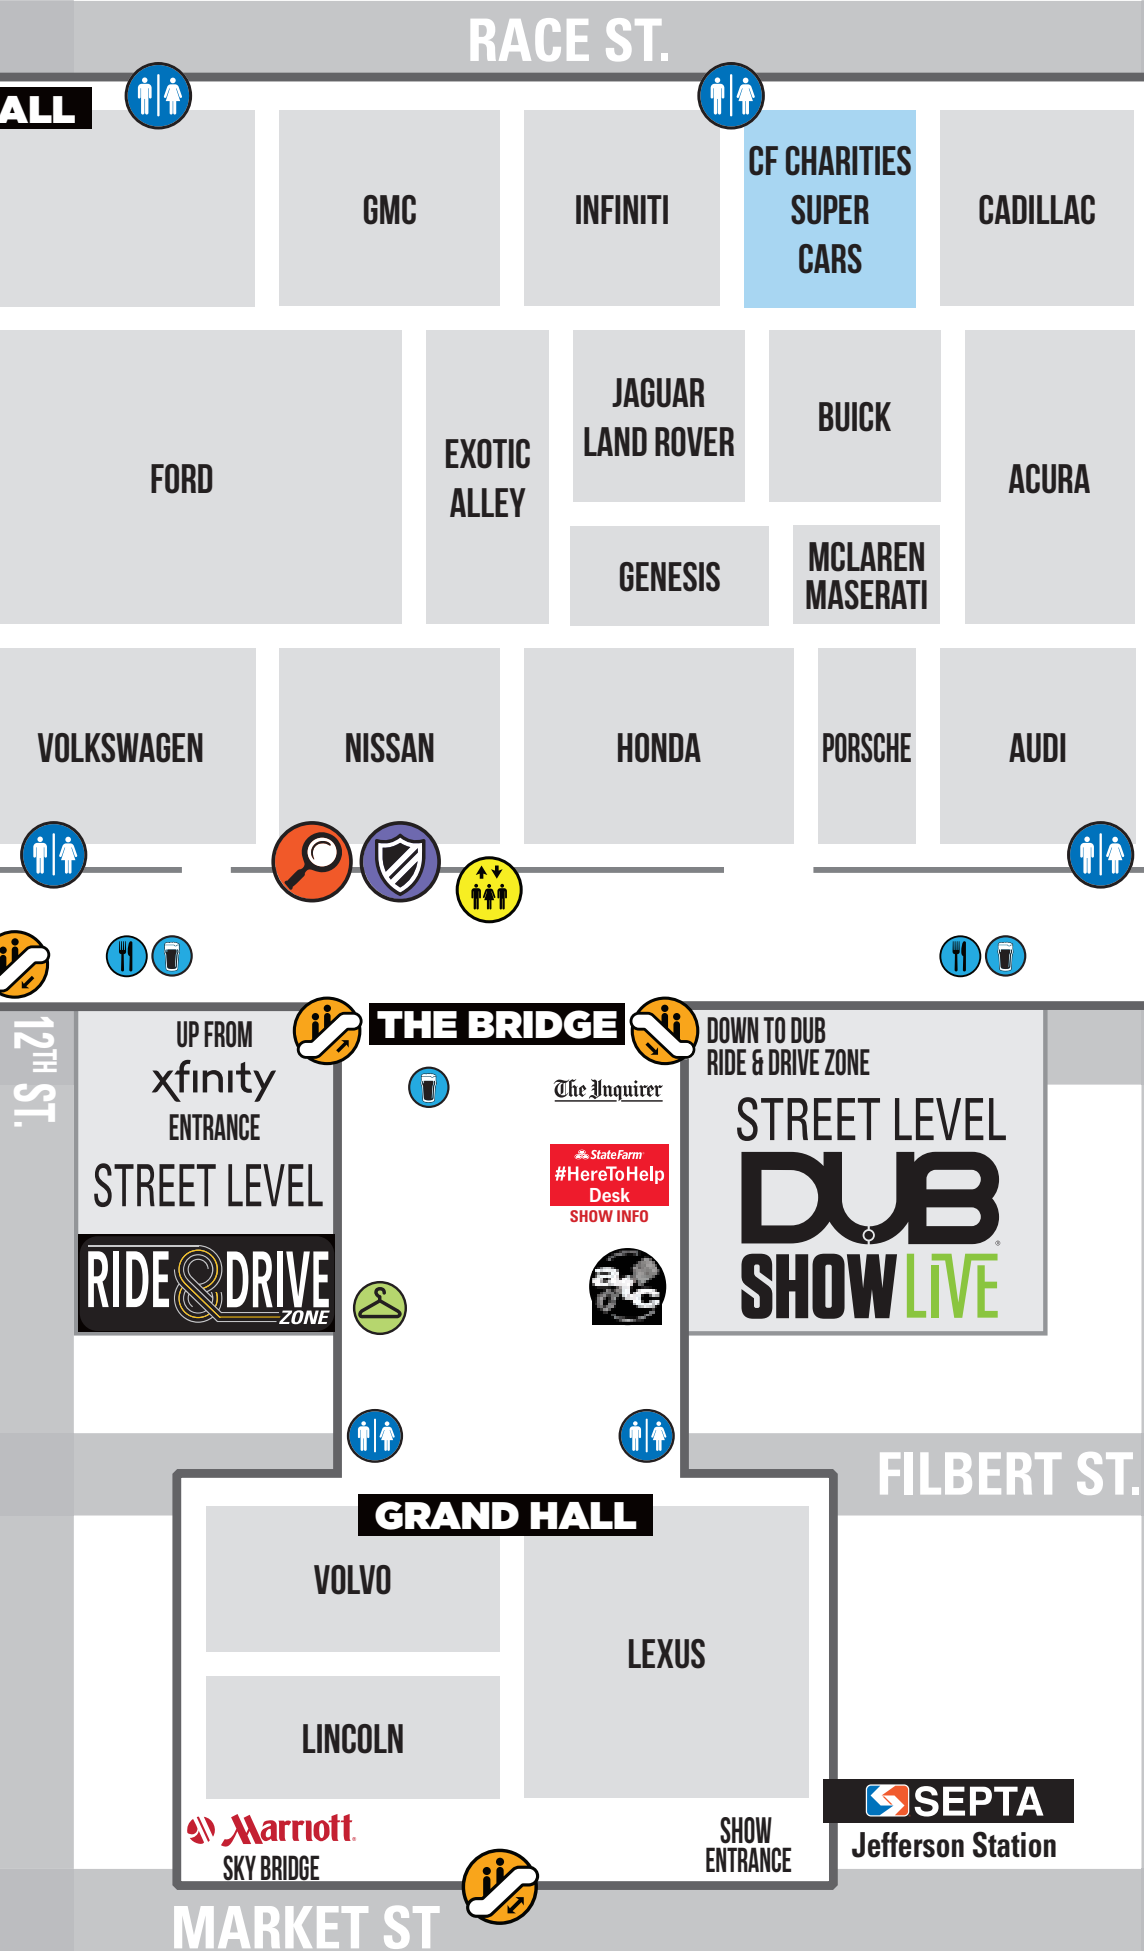 RACE ST.
ALL
GMC
INFINITI
CF CHARITIES
SUPER
CARS
CADILLAC
FORD
EXOTIC
ALLEY
JAGUAR
LAND ROVER
BUICK
ACURA
GENESIS
MCLAREN
MASERATI
VOLKSWAGEN
NISSAN
HONDA
PORSCHE
AUDI
12TH ST.
UP FROM
xfinity
ENTRANCE
STREET LEVEL
RIDE & DRIVE
ZONE
THE BRIDGE
The Inquirer
StateFarm
#HereToHelp
Desk
SHOW INFO
atc
DOWN TO DUB
RIDE & DRIVE ZONE
STREET LEVEL
DUB
SHOW LiVE
FILBERT ST.
GRAND HALL
VOLVO
LEXUS
LINCOLN
Marriott
SKY BRIDGE
SHOW
ENTRANCE
SEPTA
Jefferson Station
MARKET ST